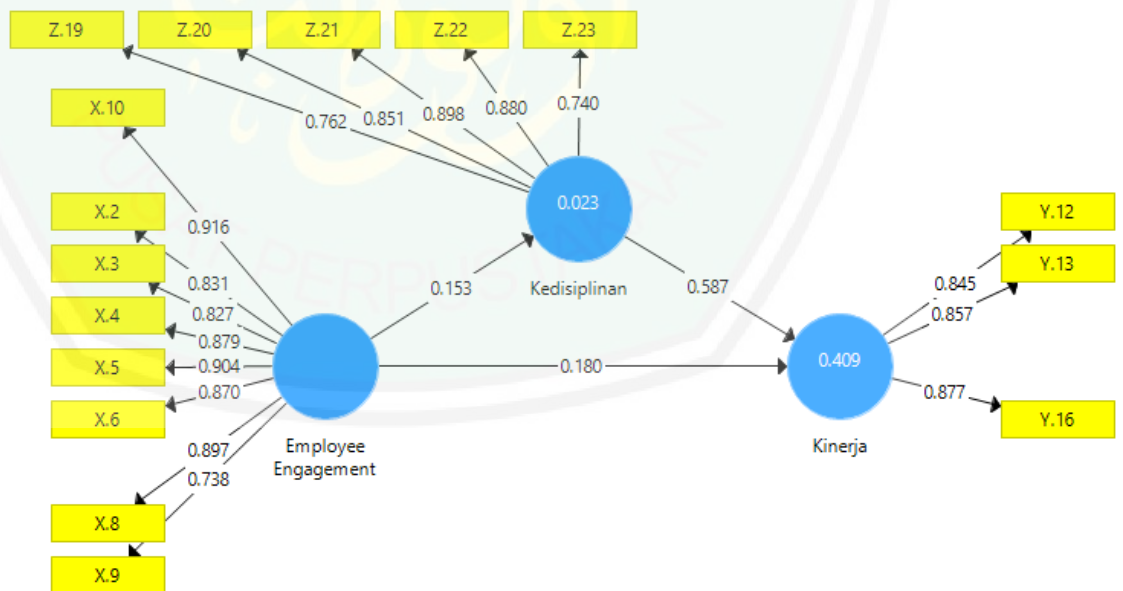 Z.19
Z.20
Z.21
Z.22
Z.23
0.762
0.851
0.898
0.880
0.740
X.10
X.2
X.3
X.4
X.5
X.6
X.8
X.9
0.916
0.831
0.827
0.879
0.904
0.870
0.897
0.738
Employee
Engagement
0.153
0.023
Kedisiplinan
0.587
0.180
0.409
Kinerja
0.845
0.857
0.877
Y.12
Y.13
Y.16